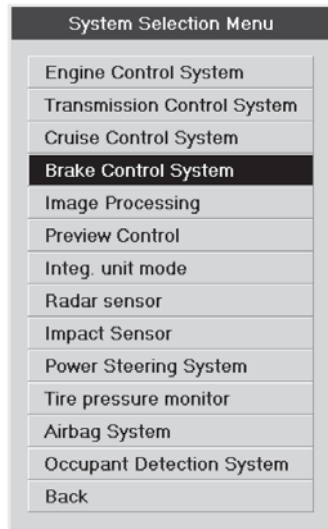 System Selection Menu
Engine Control System
Transmission Control System
Cruise Control System
Brake Control System
Image Processing
Preview Control
Integ. unit mode
Radar sensor
Impact Sensor
Power Steering System
Tire pressure monitor
Airbag System
Occupant Detection System
Back